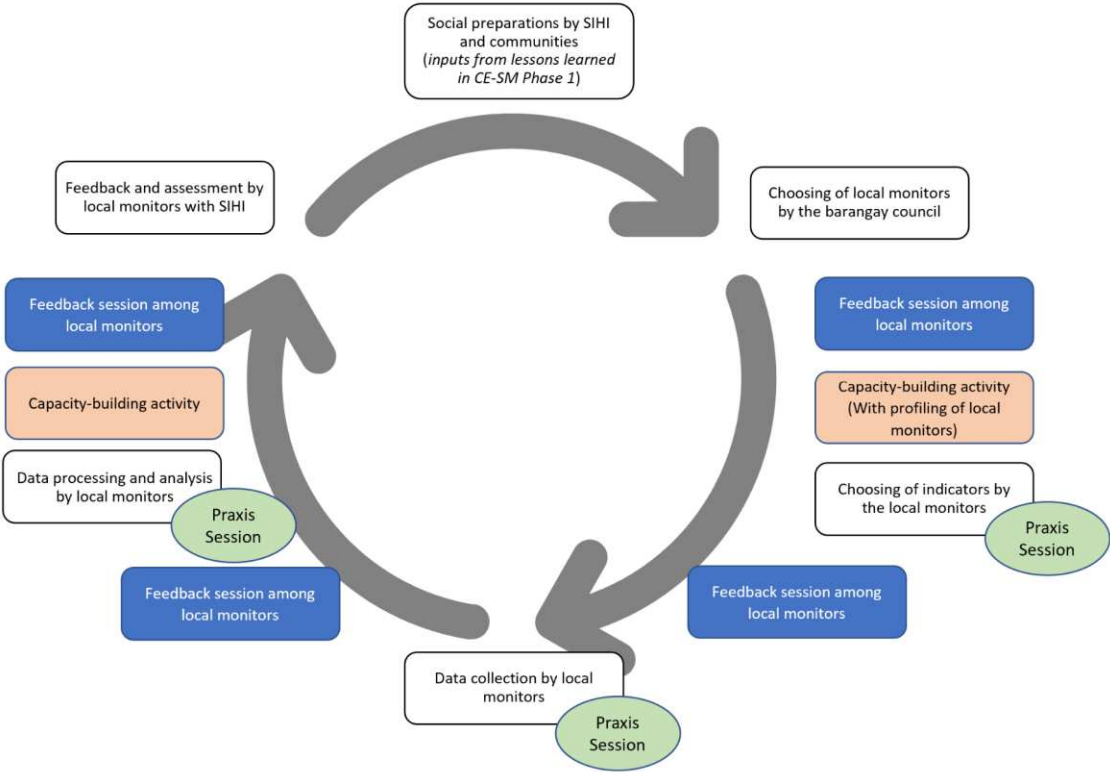 Social preparations by SIHI
and communities
(inputs from lessons learned
in CE-SM Phase 1)
Choosing of local monitors
by the barangay council
Feedback session among
local monitors
Capacity-building activity
(With profiling of local
monitors)
Choosing of indicators by
the local monitors
Praxis
Session
Feedback session among
local monitors
Data collection by local
monitors
Praxis
Session
Feedback session among
local monitors
Data processing and analysis
by local monitors
Praxis
Session
Capacity-building activity
Feedback session among
local monitors
Feedback and assessment by
local monitors with SIHI